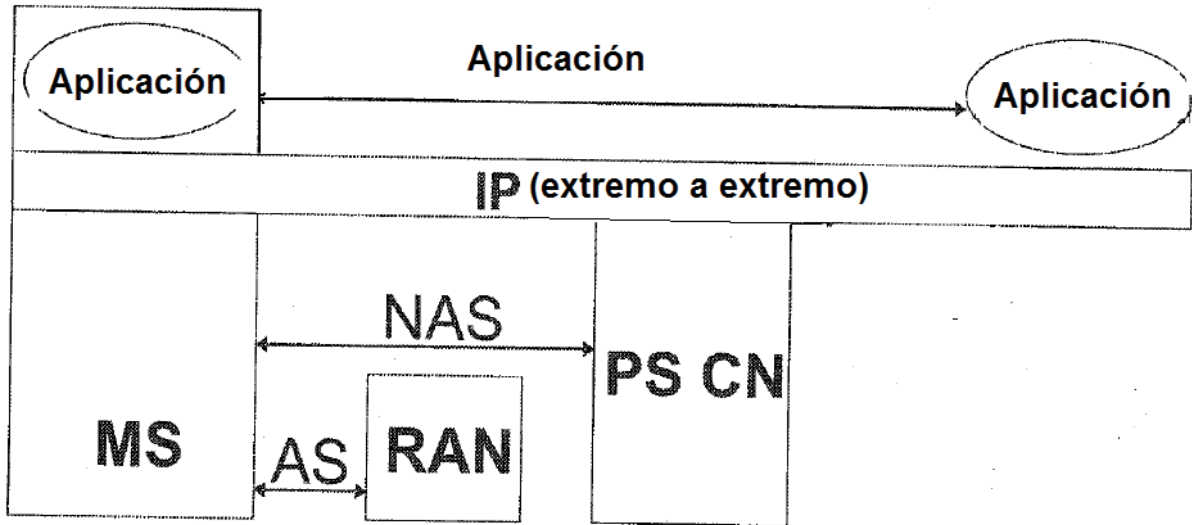 Aplicación
Aplicación
Aplicación
IP (extremo a extremo)
NAS
PS CN
MS
AS
RAN